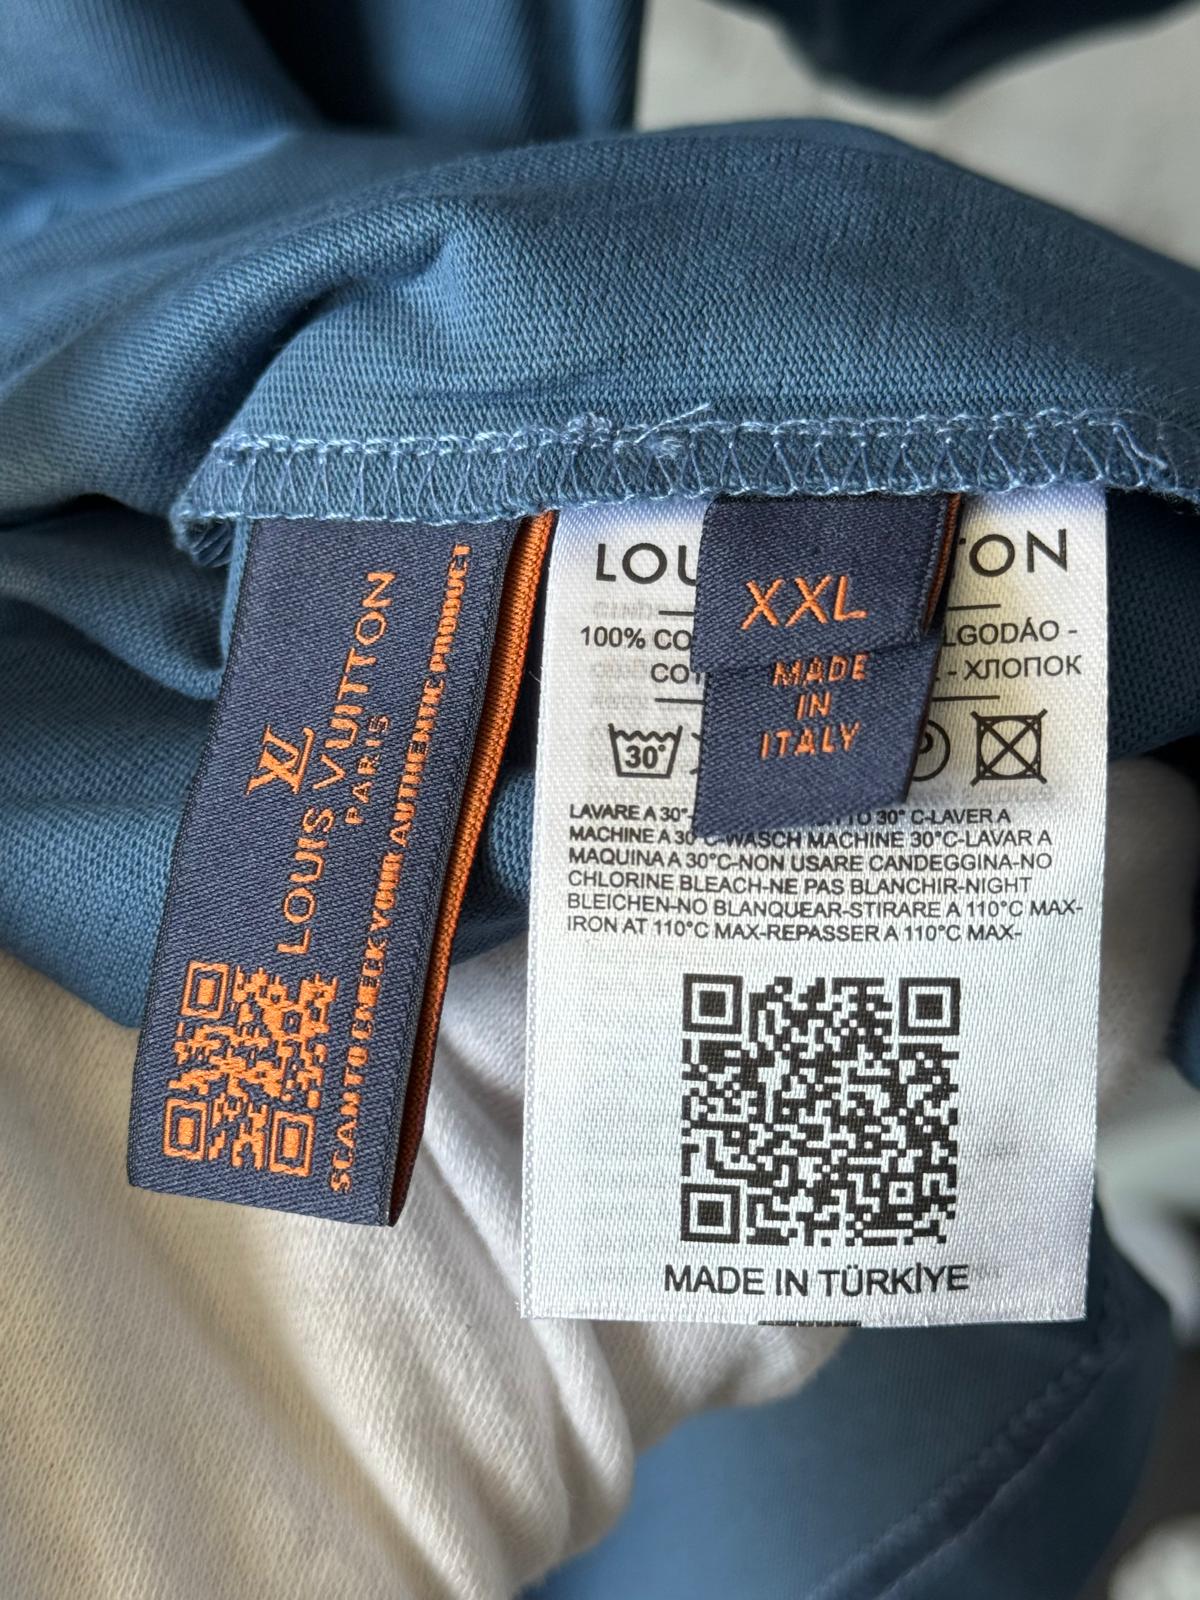 LV
LOUIS VUITTON
PARIS
SCAN TO CHECK YOUR AUTHENTIC PRODUCT
XXL
MADE
IN
ITALY
LOU TON
100% CO LGODÁO -
CO - ХЛОПОК
30°
P
LAVARE A 30°- TO 30° C-LAVER A
MACHINE A 30°C-WASCH MACHINE 30°C-LAVAR A
MAQUINA A 30°C-NON USARE CANDEGGINA-NO
CHLORINE BLEACH-NE PAS BLANCHIR-NIGHT
BLEICHEN-NO BLANQUEAR-STIRARE A 110°C MAX-
IRON AT 110°C MAX-REPASSER A 110°C MAX-
MADE IN TÜRKİYE